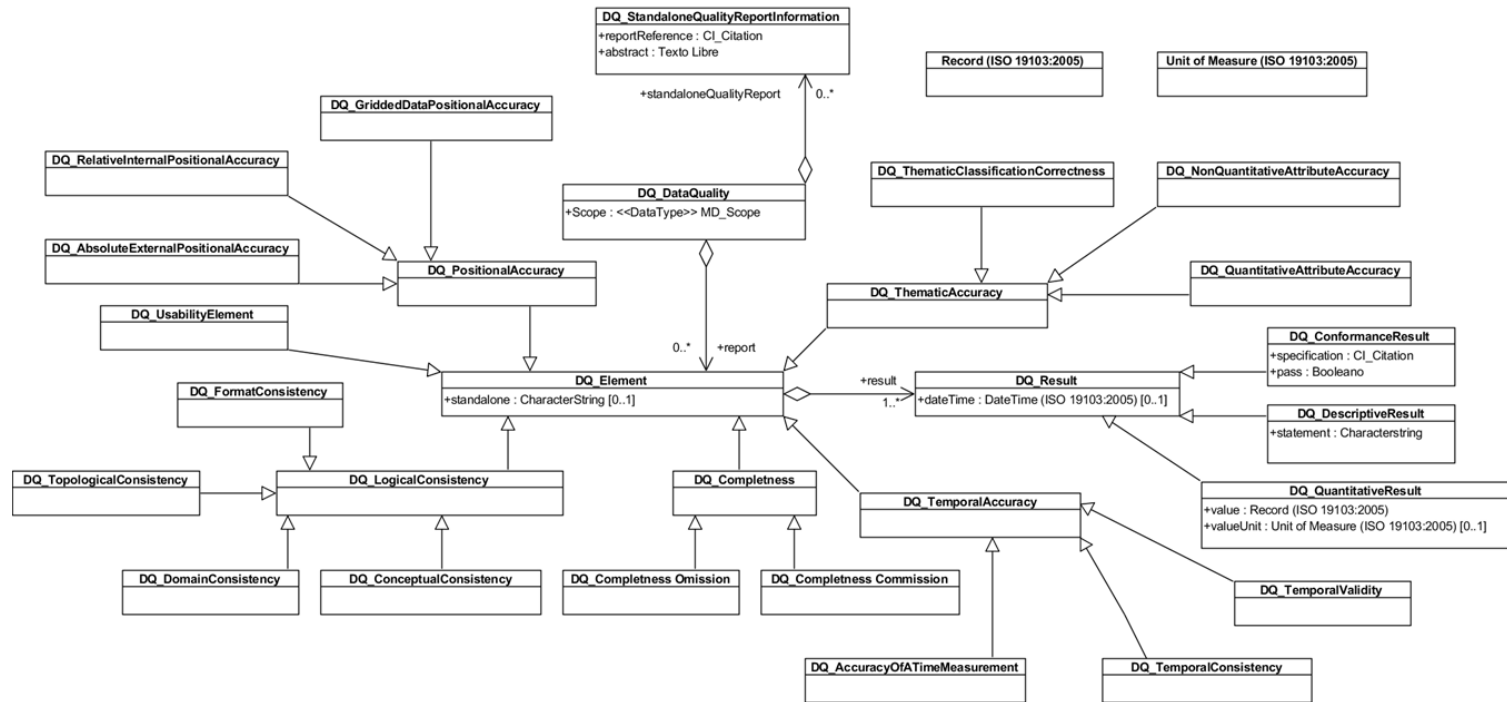 DQ_StandaloneQualityReportInformation
+reportReference : CI_Citation
+abstract : Texto Libre
Record (ISO 19103:2005)
Unit of Measure (ISO 19103:2005)
+standaloneQualityReport
0..*
DQ_GriddedDataPositionalAccuracy
DQ_RelativeInternalPositionalAccuracy
DQ_ThematicClassificationCorrectness
DQ_NonQuantitativeAttributeAccuracy
DQ_DataQuality
+Scope : <<DataType>> MD_Scope
DQ_AbsoluteExternalPositionalAccuracy
DQ_PositionalAccuracy
DQ_QuantitativeAttributeAccuracy
DQ_ThematicAccuracy
DQ_UsabilityElement
0..*
+report
DQ_ConformanceResult
+specification : CI_Citation
+pass : Booleano
DQ_Element
+standalone : CharacterString [0..1]
+result
1..*
DQ_Result
+dateTime : DateTime (ISO 19103:2005) [0..1]
DQ_FormatConsistency
DQ_DescriptiveResult
+statement : Characterstring
DQ_TopologicalConsistency
DQ_LogicalConsistency
DQ_Completness
DQ_TemporalAccuracy
DQ_QuantitativeResult
+value : Record (ISO 19103:2005)
+valueUnit : Unit of Measure (ISO 19103:2005) [0..1]
DQ_DomainConsistency
DQ_ConceptualConsistency
DQ_Completness Omission
DQ_Completness Commission
DQ_TemporalValidity
DQ_AccuracyOfATimeMeasurement
DQ_TemporalConsistency